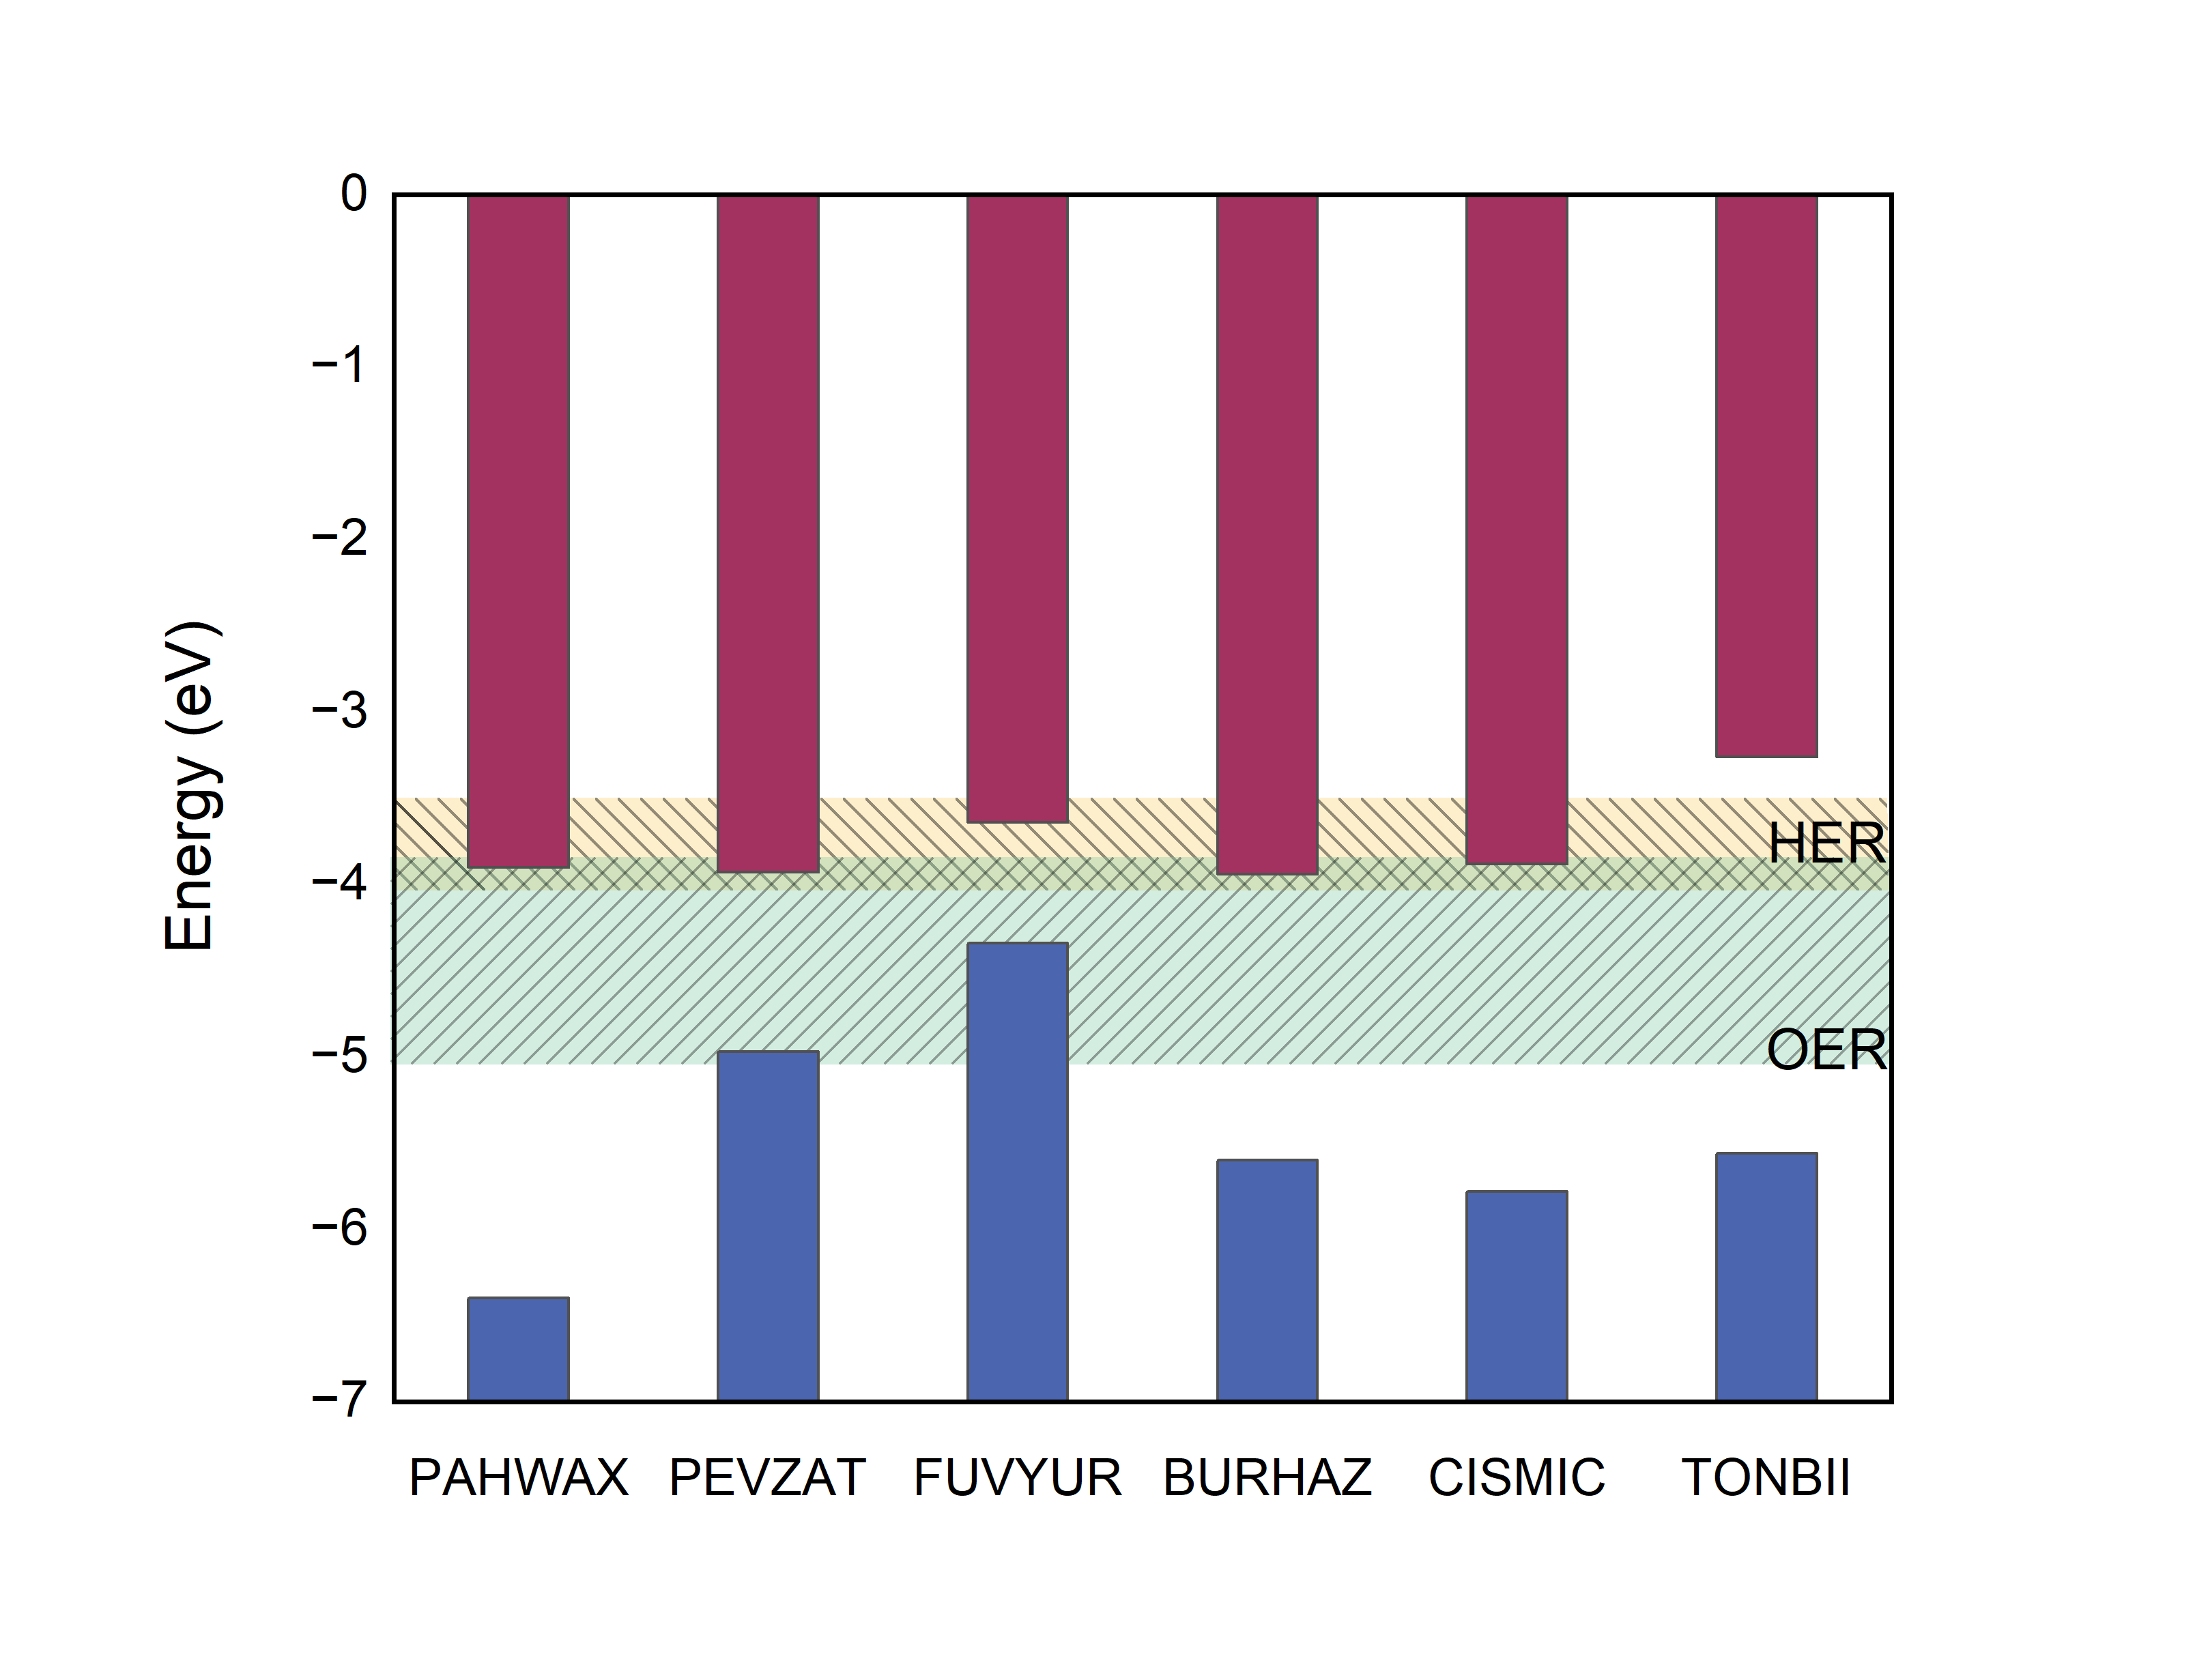 0
−1
−2
−3
−4
−5
−6
−7
Energy (eV)
HER
OER
PAHWAX PEVZAT FUVYUR BURHAZ CISMIC TONBII